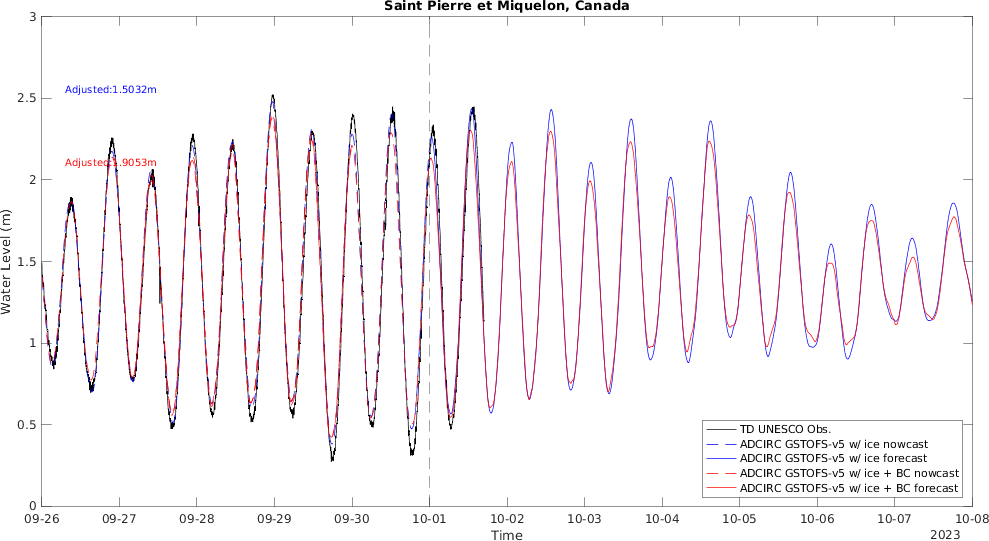 Saint Pierre et Miquelon, Canada
3
2.5
2
1.5
1
0.5
0
Water Level (m)
Adjusted:1.5032m
Adjusted:1.9053m
TD UNESCO Obs.
ADCIRC GSTOFS-v5 w/ ice nowcast
ADCIRC GSTOFS-v5 w/ ice forecast
ADCIRC GSTOFS-v5 w/ ice + BC nowcast
ADCIRC GSTOFS-v5 w/ ice + BC forecast
09-26 09-27 09-28 09-29 09-30 10-01 10-02 10-03 10-04 10-05 10-06 10-07 10-08
Time
2023